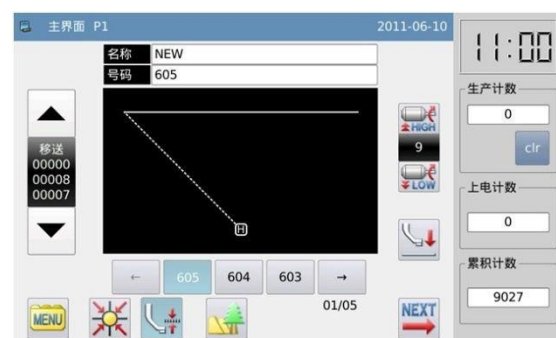 主界面 P1
2011-06-10
11:00
名称 NEW
号码 605
移送
00000
00008
00007
HIGH
9
LOW
H
← 605 604 603 →
01/05
MENU
NEXT
生产计数
0
clr
上电计数
0
累积计数
9027